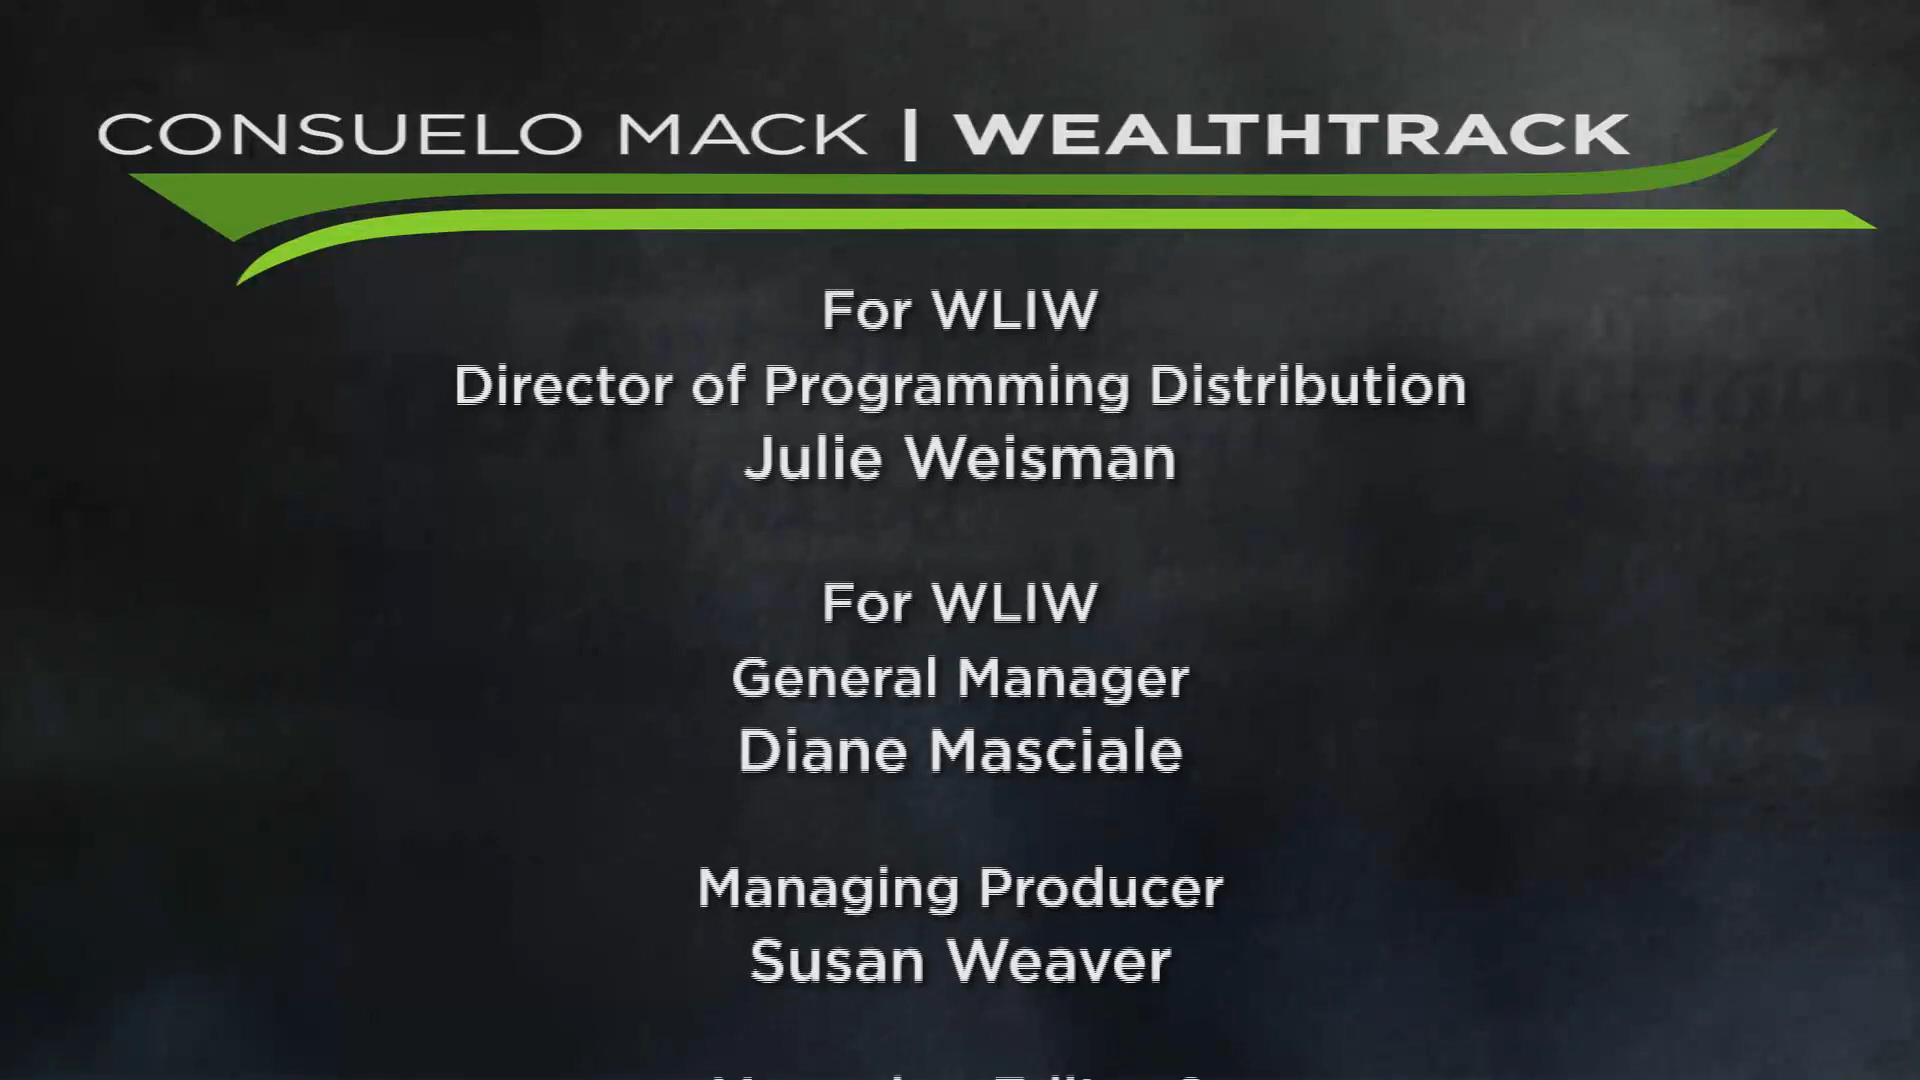 CONSUELO MACK | WEALTHTRACK
For WLIW
Director of Programming Distribution
Julie Weisman
For WLIW
General Manager
Diane Masciale
Managing Producer
Susan Weaver